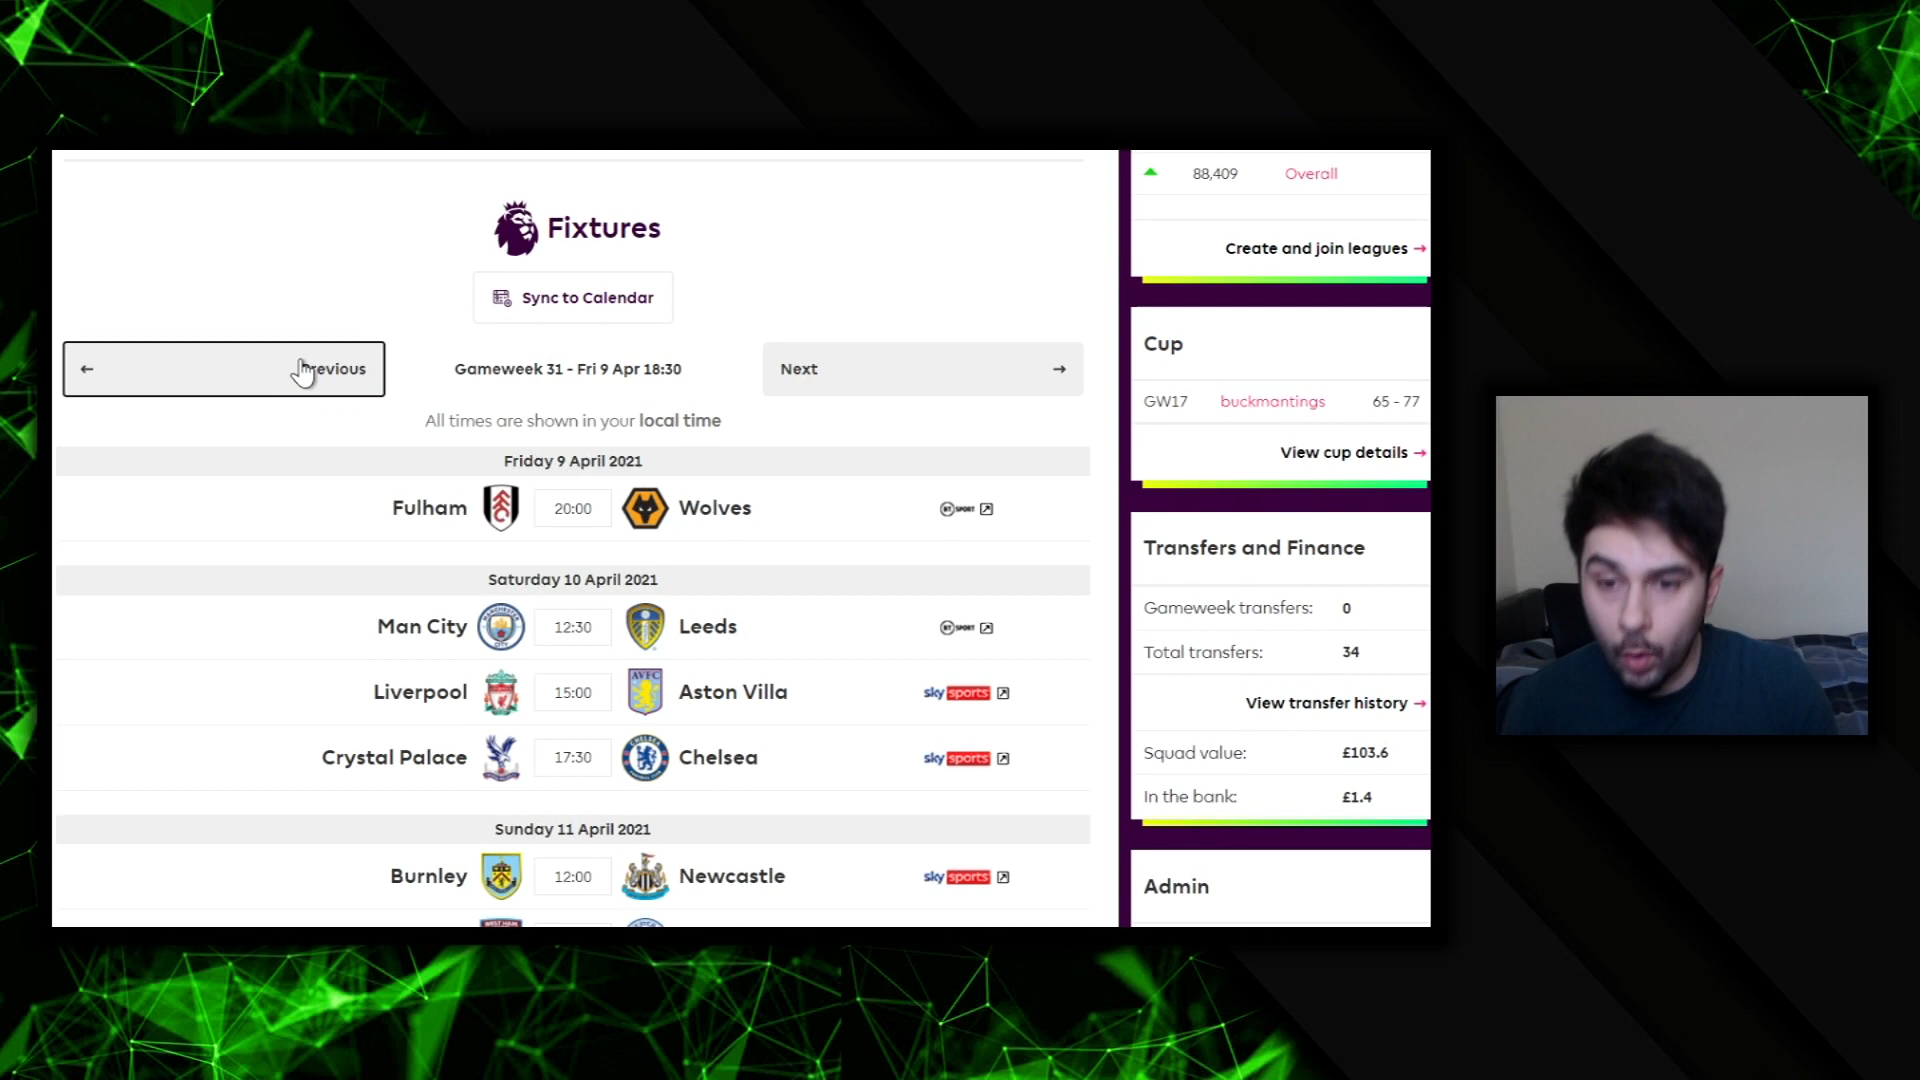 Fixtures
Sync to Calendar
← Previous
Gameweek 31 - Fri 9 Apr 18:30
Next →
All times are shown in your local time
Friday 9 April 2021
Fulham 20:00 Wolves BT SPORT
Saturday 10 April 2021
Man City 12:30 Leeds BT SPORT
Liverpool 15:00 Aston Villa sky sports
Crystal Palace 17:30 Chelsea sky sports
Sunday 11 April 2021
Burnley 12:00 Newcastle sky sports
88,409 Overall
Create and join leagues →
Cup
GW17 buckmantings 65 - 77
View cup details →
Transfers and Finance
Gameweek transfers: 0
Total transfers: 34
View transfer history →
Squad value: £103.6
In the bank: £1.4
Admin